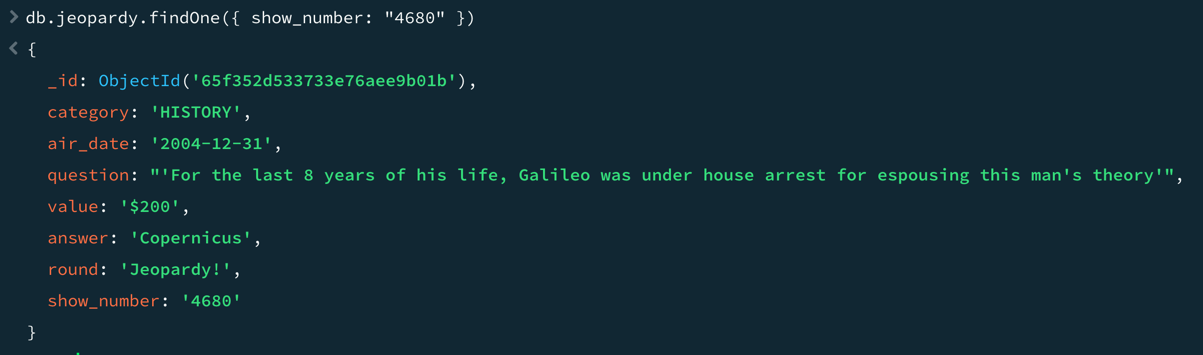 db.jeopardy.findOne({ show_number: "4680" })
{
_id: ObjectId('65f352d533733e76aee9b01b'),
category: 'HISTORY',
air_date: '2004-12-31',
question: "'For the last 8 years of his life, Galileo was under house arrest for espousing this man's theory'",
value: '$200',
answer: 'Copernicus',
round: 'Jeopardy!',
show_number: '4680'
}